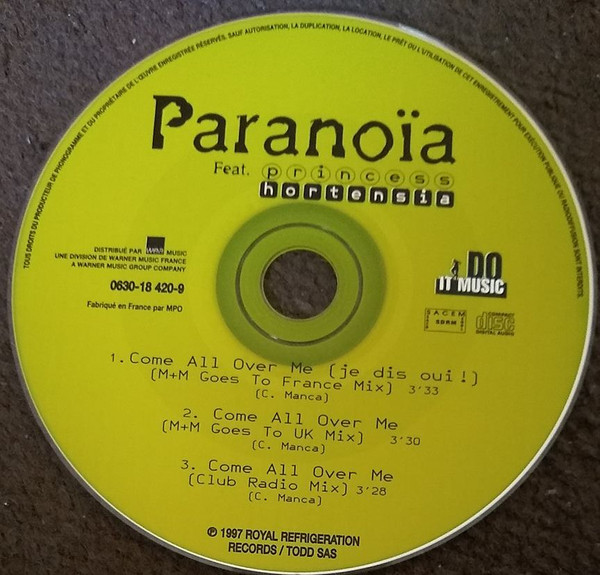 TOUS DROITS DU PRODUCTEUR DE PHONOGRAMME ET DU PROPRIÉTAIRE DE L'ŒUVRE ENREGISTRÉE RÉSERVÉS. SAUF AUTORISATION, LA DUPLICATION, LA LOCATION, LE PRÊT OU L'UTILISATION DE CET ENREGISTREMENT POUR EXÉCUTION PUBLIQUE OU RADIODIFFUSION SONT INTERDITS.
Paranoïa
Feat. princess
hortensia
DISTRIBUÉ PAR MUSIC
UNE DIVISION DE WARNER MUSIC FRANCE
A WARNER MUSIC GROUP COMPANY
0630-18 420-9
Fabriqué en France par MPO
DO
IT MUSIC
SACEM
SDRM
COMPACT
disc
DIGITAL AUDIO
1. Come All Over Me (je dis oui!)
(M+M Goes To France Mix) 3'33
(C. Manca)
2. Come All Over Me
(M+M Goes To UK Mix) 3'30
(C. Manca)
3. Come All Over Me
(Club Radio Mix) 3'28
(C. Manca)
℗ 1997 ROYAL REFRIGERATION
RECORDS / TODD SAS